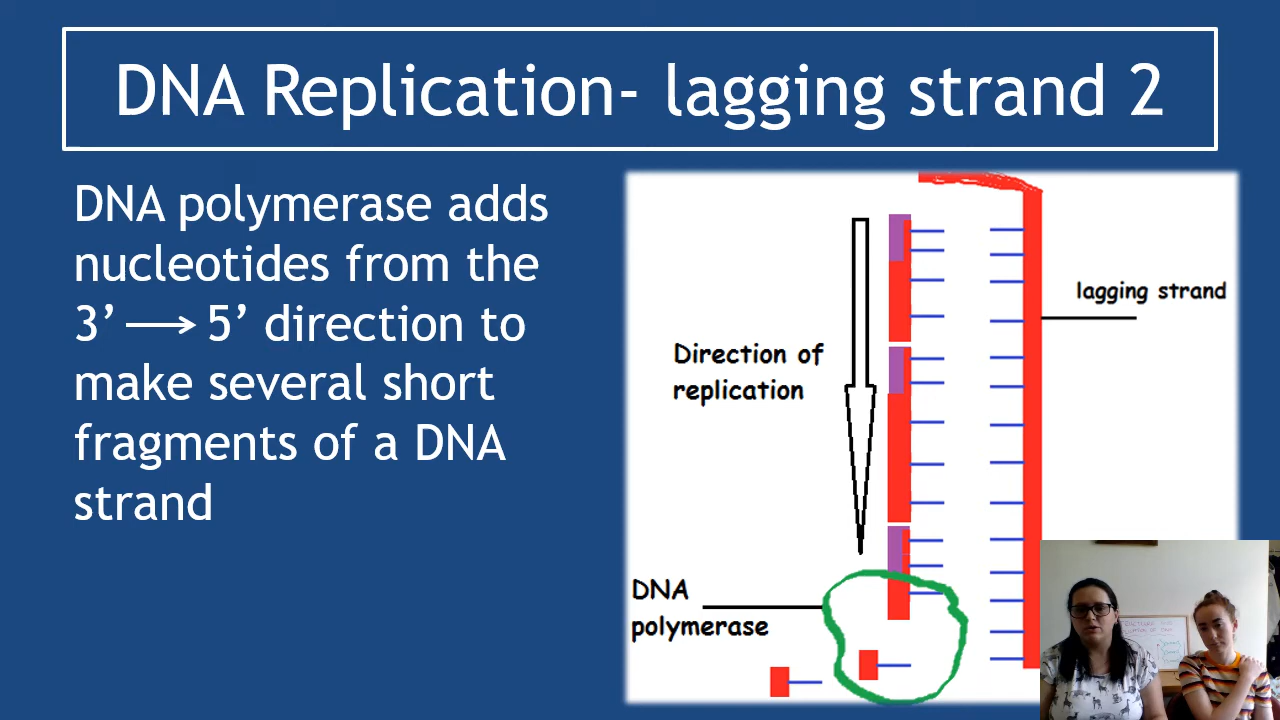 DNA Replication- lagging strand 2
DNA polymerase adds
nucleotides from the
3’ → 5’ direction to
make several short
fragments of a DNA
strand
lagging strand
Direction of
replication
DNA
polymerase